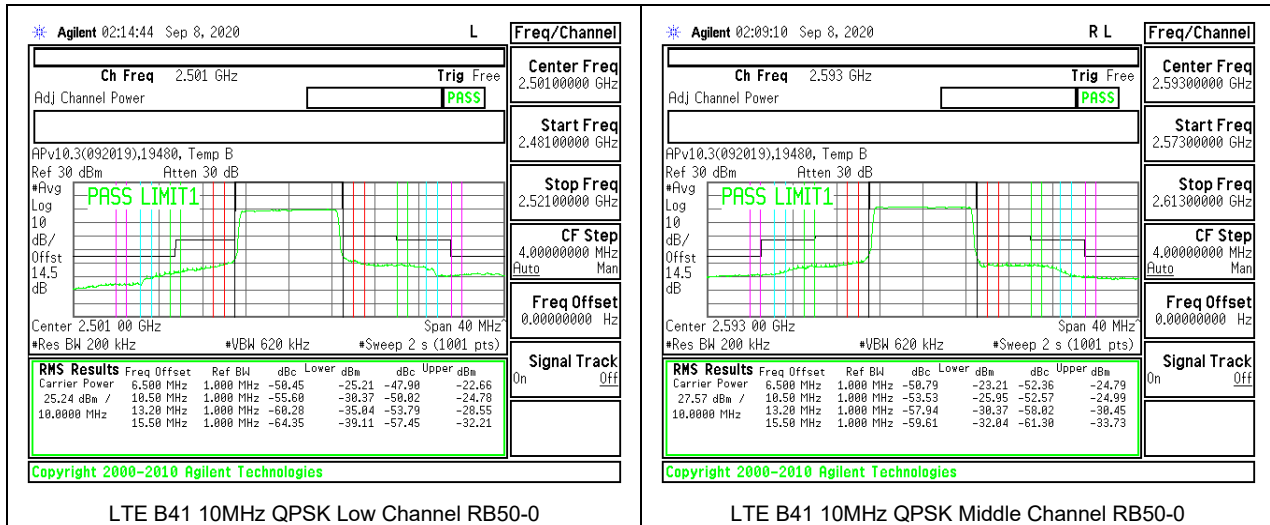 Agilent 02:14:44 Sep 8, 2020 L
Freq/Channel
Ch Freq 2.501 GHz Trig Free
Adj Channel Power PASS
APv10.3(092019),19480, Temp B
Ref 30 dBm Atten 30 dB
#Avg
Log
10
dB/
Offst
14.5
dB
PASS LIMIT1
Center 2.501 00 GHz Span 40 MHz^
#Res BW 200 kHz #VBW 620 kHz #Sweep 2 s (1001 pts)
RMS Results Freq Offset Ref BW dBc Lower dBm dBc Upper dBm
Carrier Power 6.500 MHz 1.000 MHz -50.45 -25.21 -47.90 -22.66
25.24 dBm / 10.50 MHz 1.000 MHz -55.60 -30.37 -50.02 -24.78
10.0000 MHz 13.20 MHz 1.000 MHz -60.28 -35.04 -53.79 -28.55
15.50 MHz 1.000 MHz -64.35 -39.11 -57.45 -32.21
Copyright 2000-2010 Agilent Technologies
Center Freq
2.50100000 GHz
Start Freq
2.48100000 GHz
Stop Freq
2.52100000 GHz
CF Step
4.00000000 MHz
Auto Man
Freq Offset
0.00000000 Hz
Signal Track
On Off
LTE B41 10MHz QPSK Low Channel RB50-0
Agilent 02:09:10 Sep 8, 2020 R L
Freq/Channel
Ch Freq 2.593 GHz Trig Free
Adj Channel Power PASS
APv10.3(092019),19480, Temp B
Ref 30 dBm Atten 30 dB
#Avg
Log
10
dB/
Offst
14.5
dB
PASS LIMIT1
Center 2.593 00 GHz Span 40 MHz^
#Res BW 200 kHz #VBW 620 kHz #Sweep 2 s (1001 pts)
RMS Results Freq Offset Ref BW dBc Lower dBm dBc Upper dBm
Carrier Power 6.500 MHz 1.000 MHz -50.79 -23.21 -52.36 -24.79
27.57 dBm / 10.50 MHz 1.000 MHz -53.53 -25.95 -52.57 -24.99
10.0000 MHz 13.20 MHz 1.000 MHz -57.94 -30.37 -58.02 -30.45
15.50 MHz 1.000 MHz -59.61 -32.04 -61.30 -33.73
Copyright 2000-2010 Agilent Technologies
Center Freq
2.59300000 GHz
Start Freq
2.57300000 GHz
Stop Freq
2.61300000 GHz
CF Step
4.00000000 MHz
Auto Man
Freq Offset
0.00000000 Hz
Signal Track
On Off
LTE B41 10MHz QPSK Middle Channel RB50-0